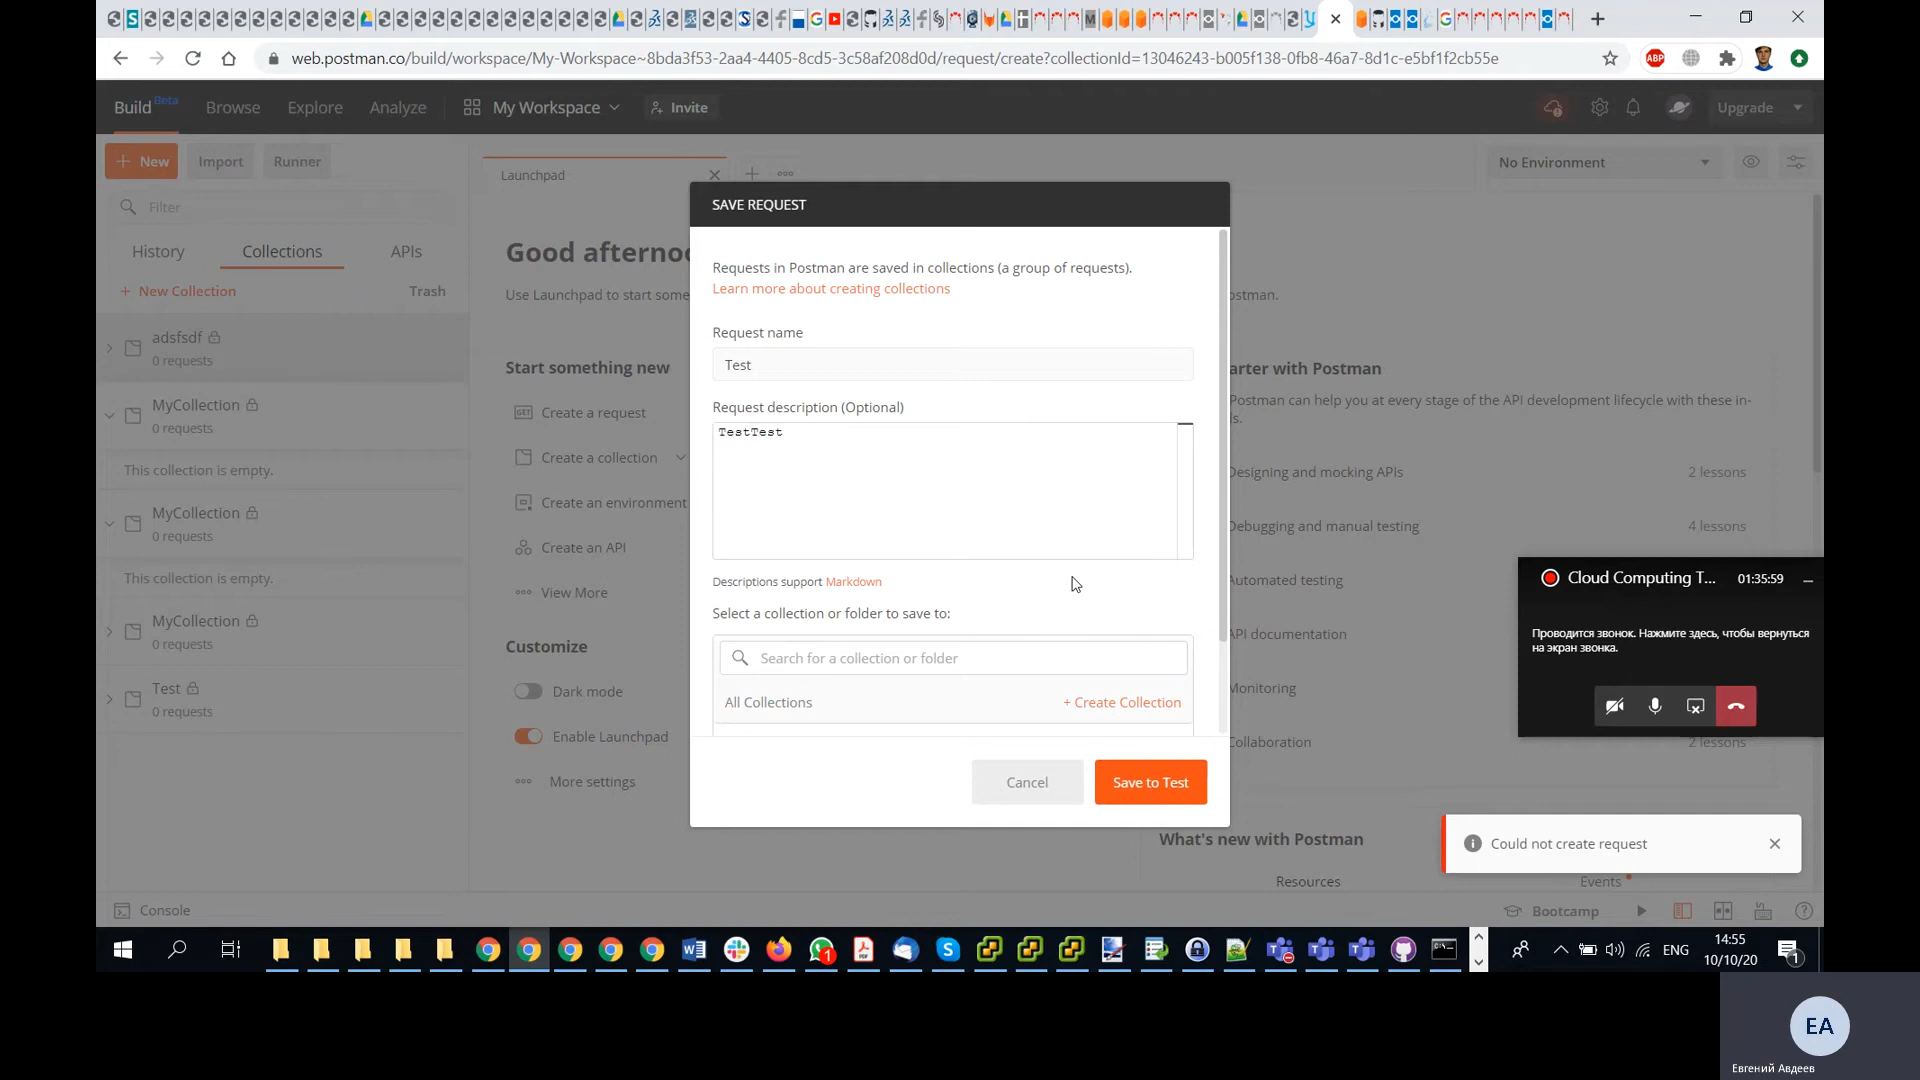 web.postman.co/build/workspace/My-Workspace~8bda3f53-2aa4-4405-8cd5-3c58af208d0d/request/create?collectionId=13046243-b005f138-0fb8-46a7-8d1c-e5bf1f2cb55e
ABP
Build Beta
Browse
Explore
Analyze
My Workspace
Invite
Upgrade
New
Import
Runner
Launchpad
No Environment
Filter
History
Collections
APIs
+ New Collection
Trash
adsfsdf
0 requests
MyCollection
0 requests
This collection is empty.
MyCollection
0 requests
This collection is empty.
MyCollection
0 requests
Test
0 requests
Good afternoo
Use Launchpad to start some
ostman.
Start something new
GET Create a request
Create a collection
Create an environment
Create an API
View More
Customize
Dark mode
Enable Launchpad
More settings
SAVE REQUEST
Requests in Postman are saved in collections (a group of requests).
Learn more about creating collections
Request name
Test
Request description (Optional)
TestTest
Descriptions support Markdown
Select a collection or folder to save to:
Search for a collection or folder
All Collections
+ Create Collection
Cancel
Save to Test
arter with Postman
Postman can help you at every stage of the API development lifecycle with these in-
s.
Designing and mocking APIs
2 lessons
Debugging and manual testing
4 lessons
Automated testing
API documentation
Monitoring
Collaboration
2 lessons
Cloud Computing T...
01:35:59
Проводится звонок. Нажмите здесь, чтобы вернуться
на экран звонка.
What's new with Postman
Could not create request
Resources
Events
Console
Bootcamp
ENG
14:55
10/10/20
1
1
EA
Евгений Авдеев